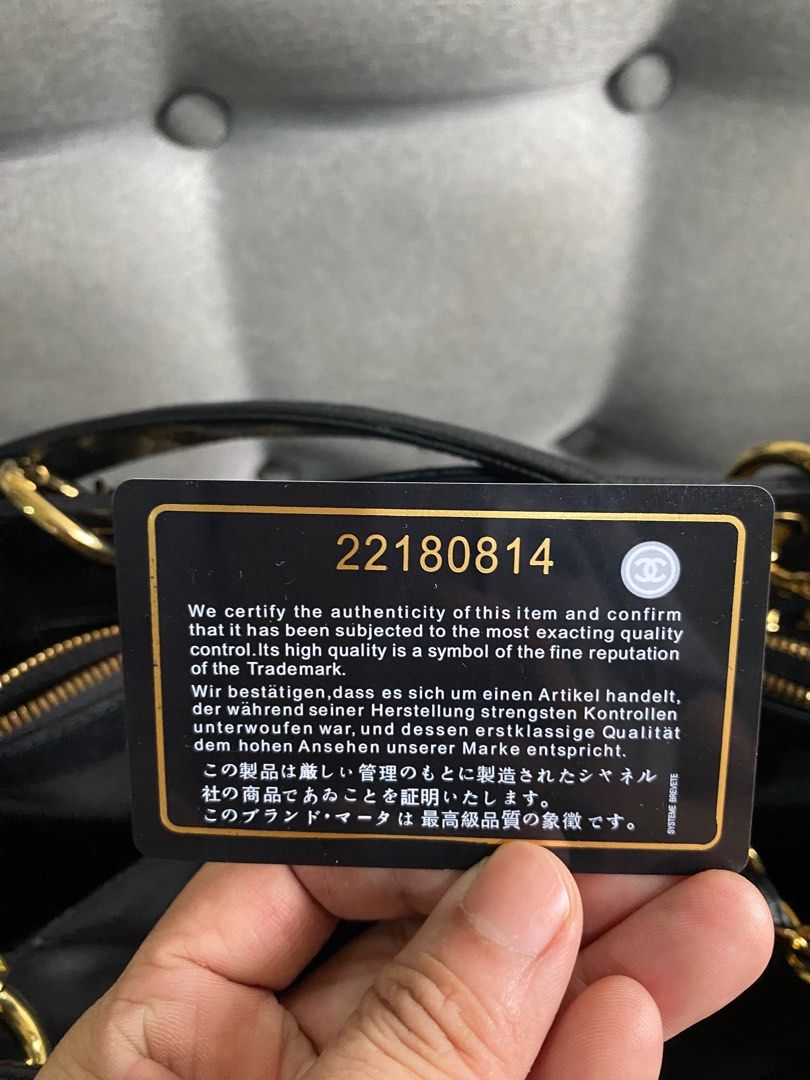 22180814
We certify the authenticity of this item and confirm
that it has been subjected to the most exacting quality
control.Its high quality is a symbol of the fine reputation
of the Trademark.
Wir bestätigen,dass es sich um einen Artikel handelt,
der während seiner Herstellung strengsten Kontrollen
unterwoufen war, und dessen erstklassige Qualität
dem hohen Ansehen unserer Marke entspricht.
この製品は厳しい管理のもとに製造されたシャネル
社の商品であゐことを証明いたします。
このブランド・マータは最高級品質の象徴です。
SYSTEME BREVETE